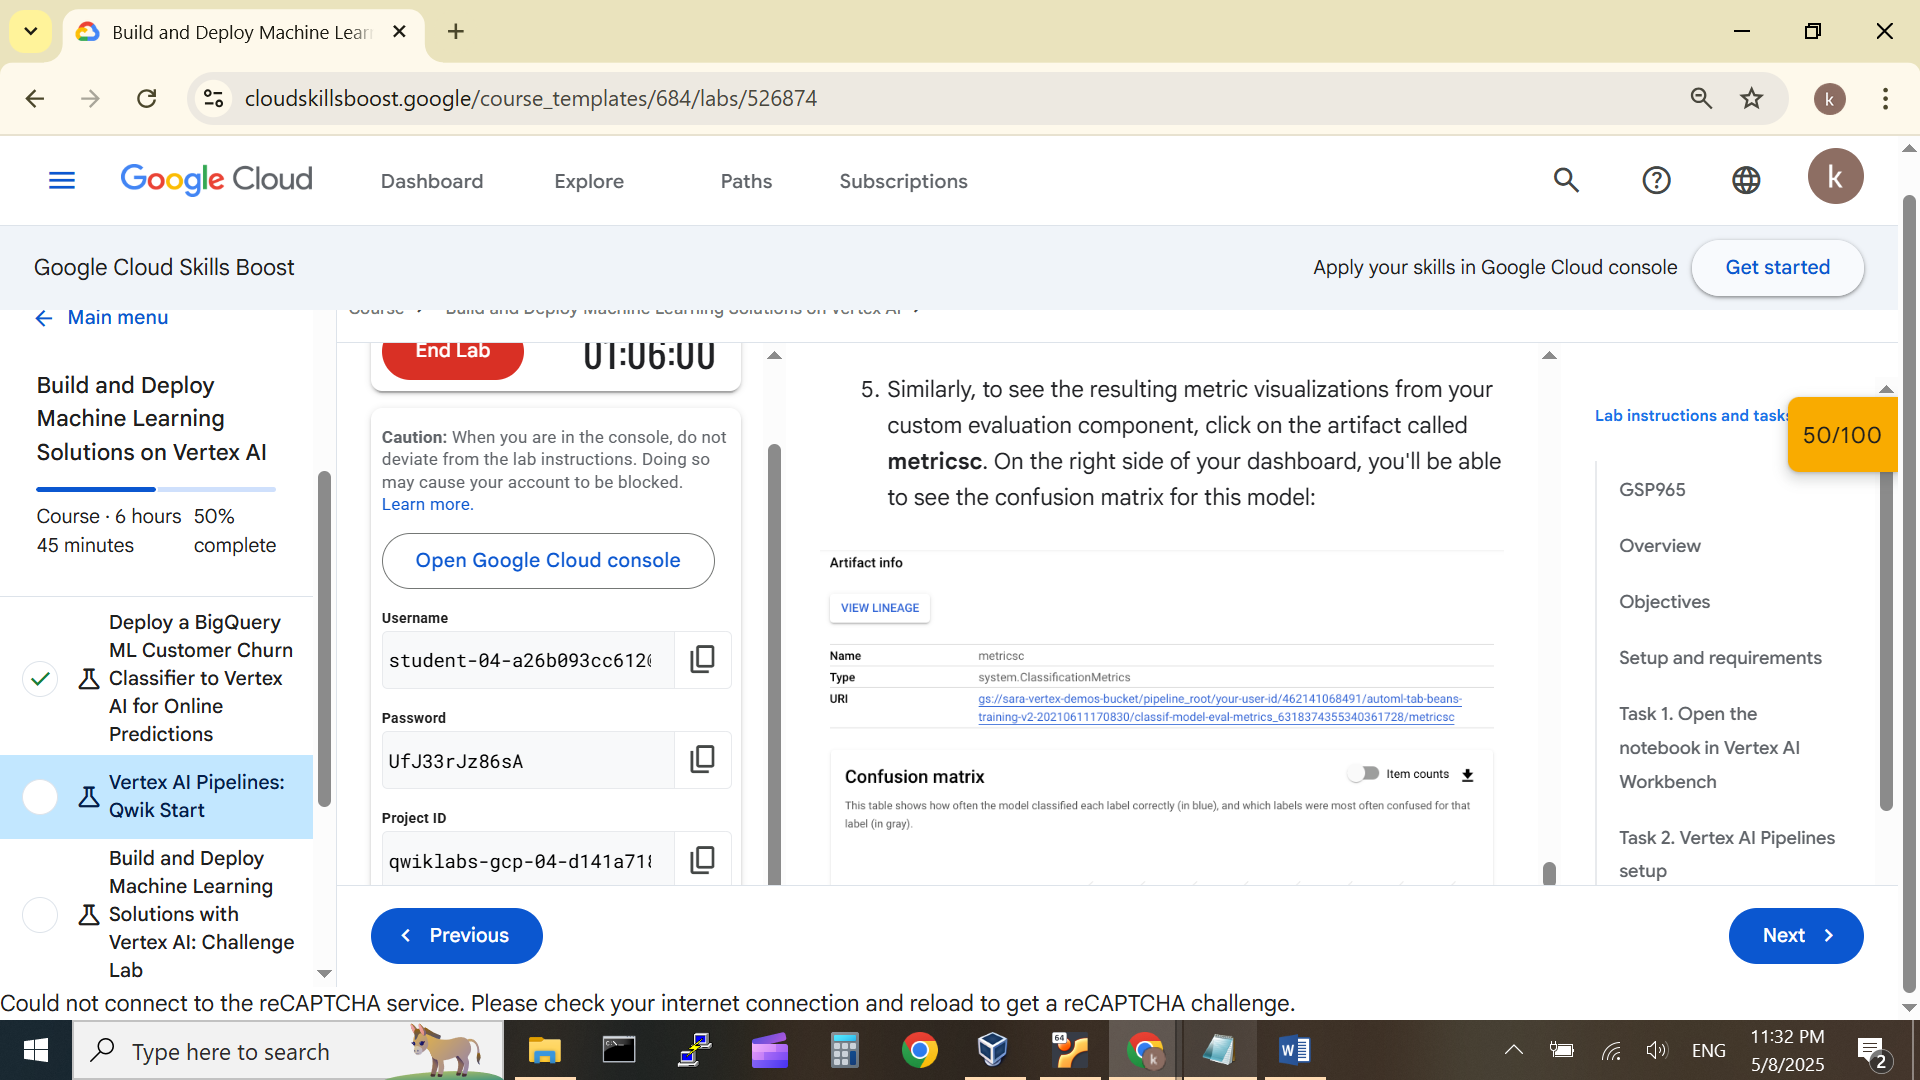 Build and Deploy Machine Lear
cloudskillsboost.google/course_templates/684/labs/526874
k
Google Cloud
Dashboard
Explore
Paths
Subscriptions
k
Google Cloud Skills Boost
Apply your skills in Google Cloud console
Get started
Main menu
Build and Deploy
Machine Learning
Solutions on Vertex AI
Course · 6 hours
45 minutes
50%
complete
Deploy a BigQuery
ML Customer Churn
Classifier to Vertex
AI for Online
Predictions
Vertex AI Pipelines:
Qwik Start
Build and Deploy
Machine Learning
Solutions with
Vertex AI: Challenge
Lab
Course
Build and Deploy Machine Learning Solutions on Vertex AI
End Lab
01:06:00
Caution: When you are in the console, do not
deviate from the lab instructions. Doing so
may cause your account to be blocked.
Learn more.
Open Google Cloud console
Username
student-04-a26b093cc612@
Password
UfJ33rJz86sA
Project ID
qwiklabs-gcp-04-d141a718
5. Similarly, to see the resulting metric visualizations from your
custom evaluation component, click on the artifact called
metricsc. On the right side of your dashboard, you'll be able
to see the confusion matrix for this model:
Artifact info
VIEW LINEAGE
Name metricsc
Type system.ClassificationMetrics
URI gs://sara-vertex-demos-bucket/pipeline_root/your-user-id/462141068491/automl-tab-beans-
training-v2-20210611170830/classif-model-eval-metrics_6318374355340361728/metricsc
Confusion matrix
Item counts
This table shows how often the model classified each label correctly (in blue), and which labels were most often confused for that
label (in gray).
Lab instructions and tasks
50/100
GSP965
Overview
Objectives
Setup and requirements
Task 1. Open the
notebook in Vertex AI
Workbench
Task 2. Vertex AI Pipelines
setup
Previous
Next
Could not connect to the reCAPTCHA service. Please check your internet connection and reload to get a reCAPTCHA challenge.
Type here to search
64
k
ENG
11:32 PM
5/8/2025
2